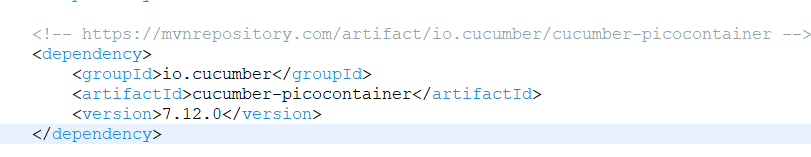 <!-- https://mvnrepository.com/artifact/io.cucumber/cucumber-picocontainer -->
<dependency>
    <groupId>io.cucumber</groupId>
    <artifactId>cucumber-picocontainer</artifactId>
    <version>7.12.0</version>
</dependency>